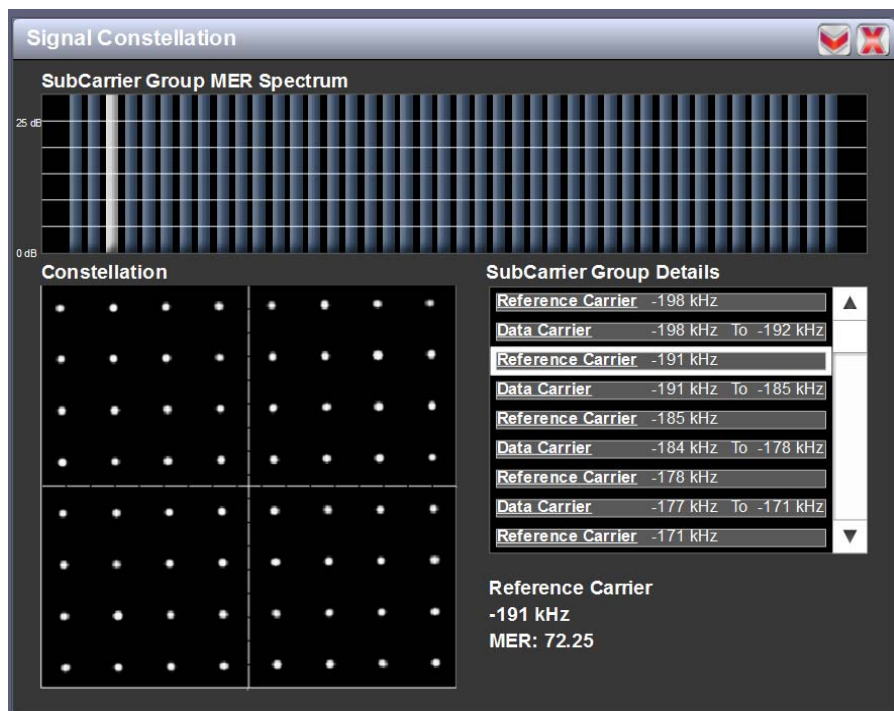 Signal Constellation
SubCarrier Group MER Spectrum
25 dB
0 dB
Constellation
SubCarrier Group Details
Reference Carrier -198 kHz
Data Carrier -198 kHz To -192 kHz
Reference Carrier -191 kHz
Data Carrier -191 kHz To -185 kHz
Reference Carrier -185 kHz
Data Carrier -184 kHz To -178 kHz
Reference Carrier -178 kHz
Data Carrier -177 kHz To -171 kHz
Reference Carrier -171 kHz
Reference Carrier
-191 kHz
MER: 72.25